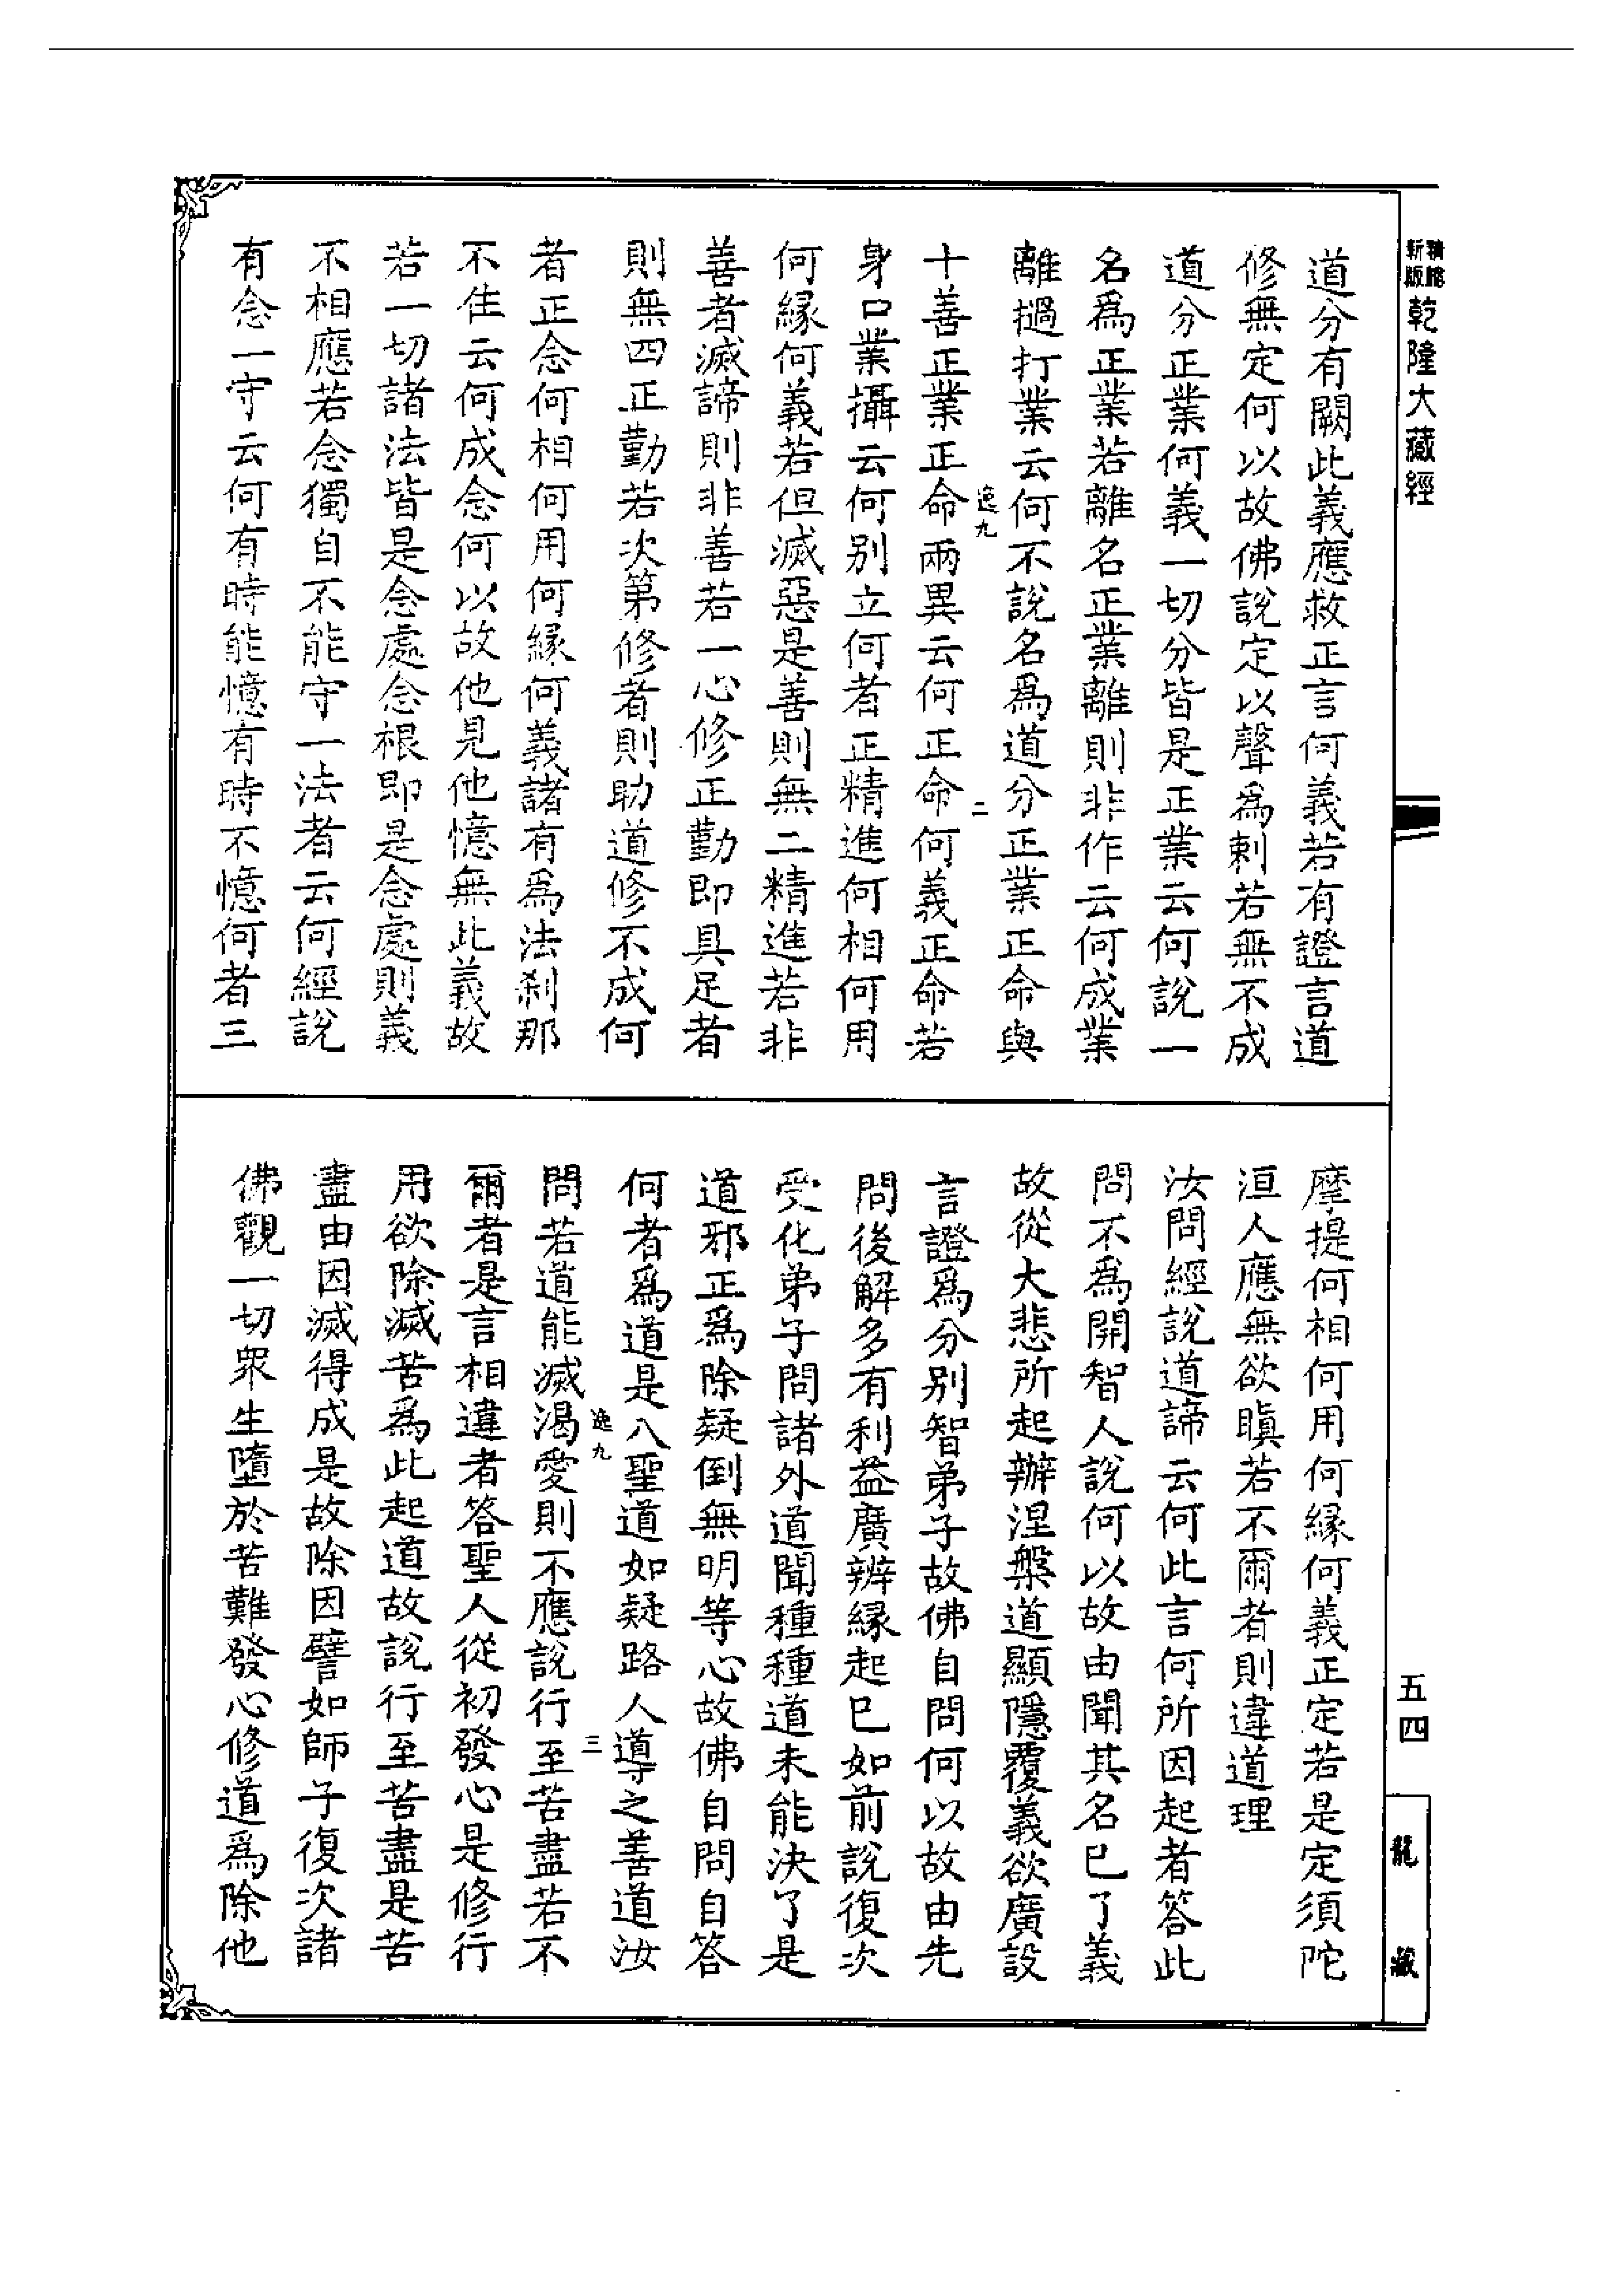 精縮新版
乾隆大藏經
道分有闕此義應救正言何義若有證言道
修無定何以故佛說定以聲為刺若無不成
道分正業何義一切分皆是正業云何說一
名爲正業若離名正業離則非作云何成業
離撾打業云何不說名爲道分正業正命與
逸九
二
十善正業正命兩異云何正命何義正命若
身口業攝云何別立何者正精進何相何用
何緣何義若但滅惡是善則無二精進若非
善者滅諦則非善若一心修正勤即具足者
則無四正勤若次第修者則助道修不成何
者正念何相何用何緣何義諸有爲法刹那
不住云何成念何以故他見他憶無此義故
若一切諸法皆是念處念根即是念處則義
不相應若念獨自不能守一法者云何經說
有念一守云何有時能憶有時不憶何者三
摩提何相何用何緣何義正定若是定須陀
洹人應無欲瞋若不爾者則違道理
汝問經說道諦云何此言何所因起者答此
問不爲開智人說何以故由聞其名已了義
故從大悲所起辦涅槃道顯隱覆義欲廣設
言證爲分別智弟子故佛自問何以故由先
問後解多有利益廣辨緣起已如前說復次
受化弟子問諸外道聞種種道未能決了是
道邪正爲除疑倒無明等心故佛自問自答
何者爲道是八聖道如疑路人導之善道汝
逸九
三
問若道能滅渴愛則不應說行至苦盡若不
爾者是言相違者答聖人從初發心是修行
用欲除滅苦爲此起道故說行至苦盡是苦
盡由因滅得成是故除因譬如師子復次諸
佛觀一切眾生墮於苦難發心修道爲除他
五四
龍藏